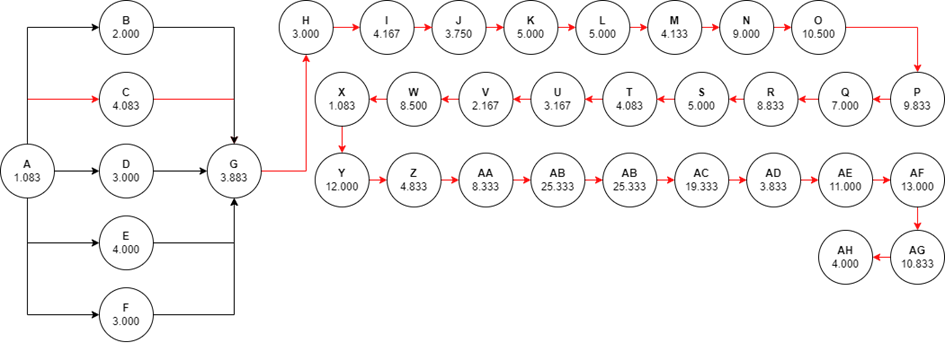 B
2.000
C
4.083
A
1.083
D
3.000
E
4.000
F
3.000
G
3.883
H
3.000
I
4.167
J
3.750
K
5.000
L
5.000
M
4.133
N
9.000
O
10.500
P
9.833
Q
7.000
R
8.833
S
5.000
T
4.083
U
3.167
V
2.167
W
8.500
X
1.083
Y
12.000
Z
4.833
AA
8.333
AB
25.333
AB
25.333
AC
19.333
AD
3.833
AE
11.000
AF
13.000
AG
10.833
AH
4.000